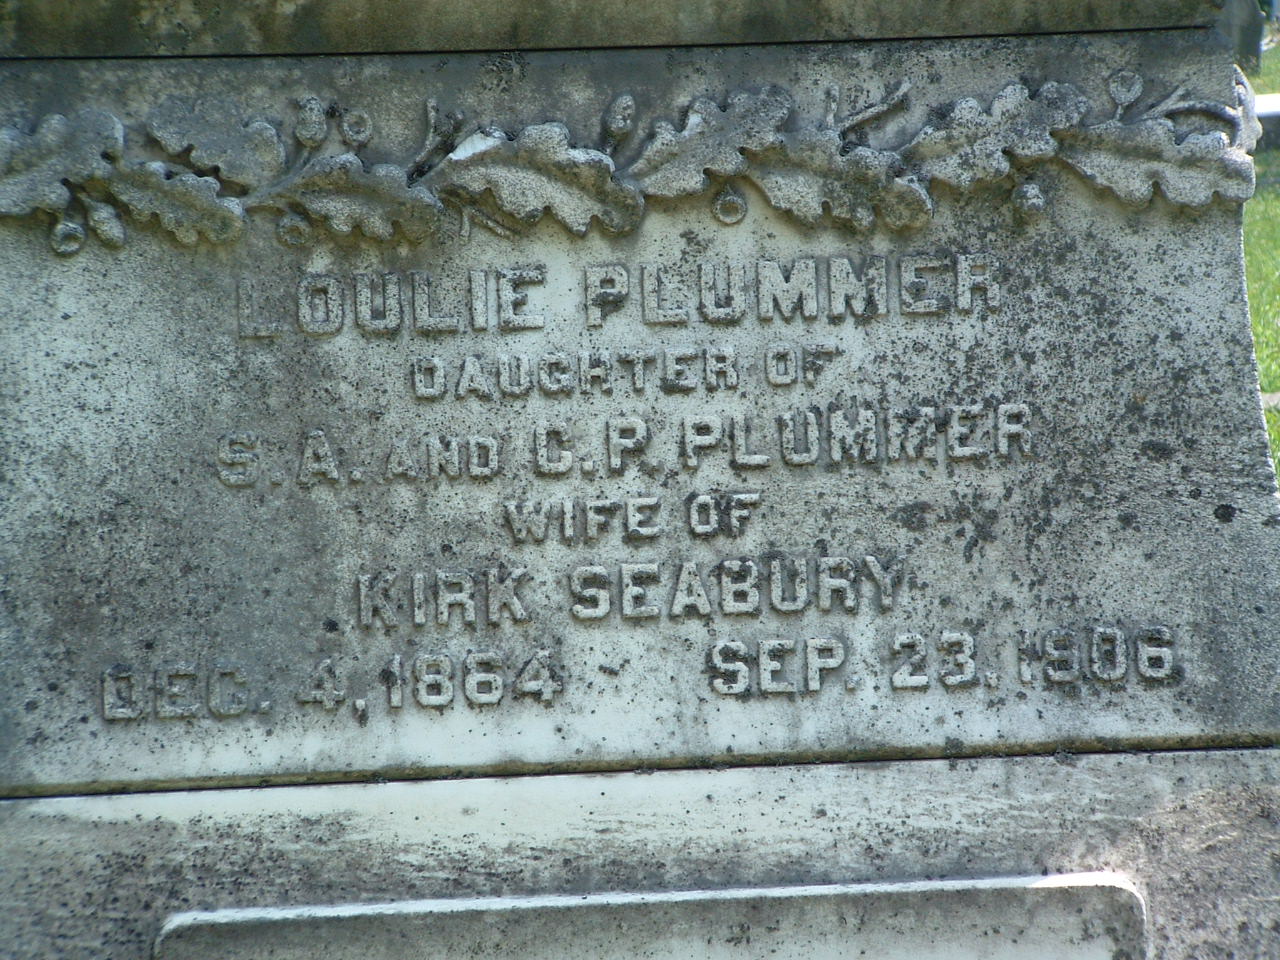 LOULIE PLUMMER
DAUGHTER OF
S. A. AND C. P. PLUMMER
WIFE OF
KIRK SEABURY
DEC. 4, 1864. SEP. 23. 1906